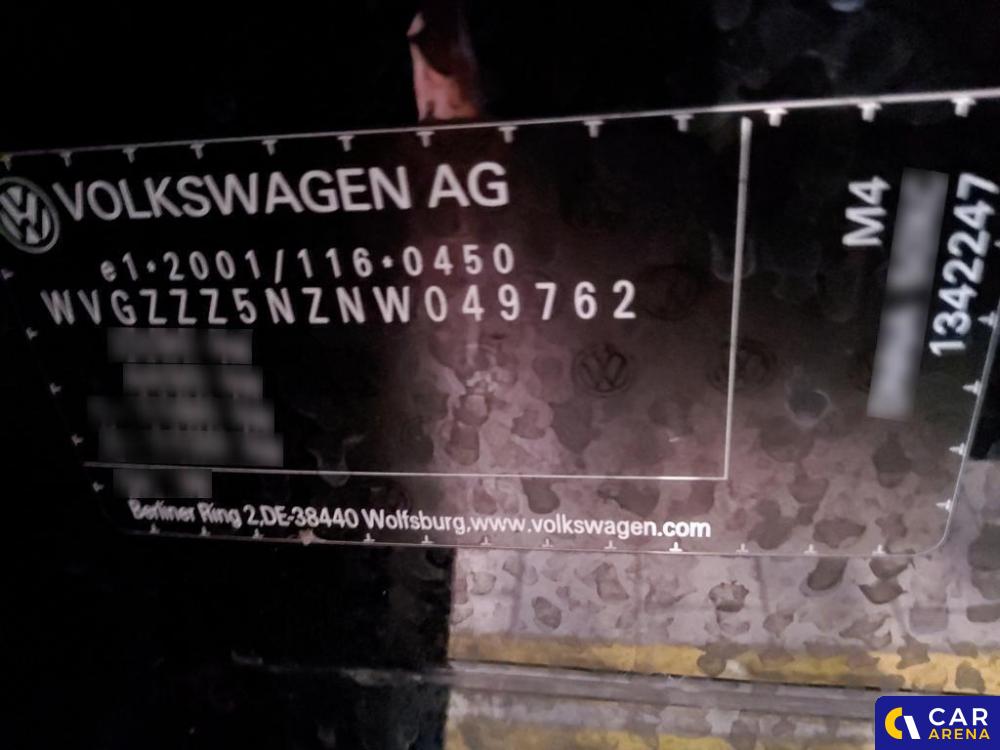 VOLKSWAGEN AG
e1*2001/116*0450
WVGZZZ5NZNW049762
Berliner Ring 2,DE-38440 Wolfsburg,www.volkswagen.com
M4
1342247
CAR
ARENA